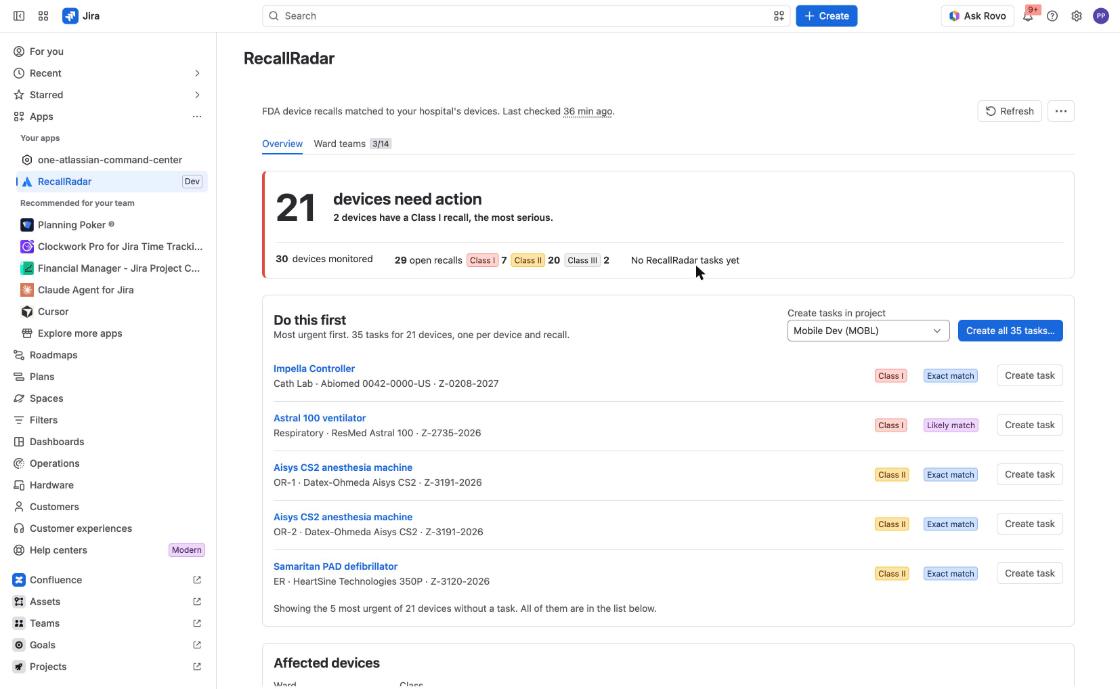 Jira
Search
Create
Ask Rovo
9+
PP
For you
Recent
Starred
Apps
Your apps
one-atlassian-command-center
RecallRadar Dev
Recommended for your team
Planning Poker ®
Clockwork Pro for Jira Time Tracki...
Financial Manager - Jira Project C...
Claude Agent for Jira
Cursor
Explore more apps
Roadmaps
Plans
Spaces
Filters
Dashboards
Operations
Hardware
Customers
Customer experiences
Help centers Modern
Confluence
Assets
Teams
Goals
Projects
RecallRadar
FDA device recalls matched to your hospital's devices. Last checked 36 min ago.
Refresh
Overview Ward teams 3/14
21 devices need action
2 devices have a Class I recall, the most serious.
30 devices monitored 29 open recalls Class I 7 Class II 20 Class III 2 No RecallRadar tasks yet
Do this first
Most urgent first. 35 tasks for 21 devices, one per device and recall.
Create tasks in project
Mobile Dev (MOBL)
Create all 35 tasks...
Impella Controller
Cath Lab · Abiomed 0042-0000-US · Z-0208-2027
Class I Exact match Create task
Astral 100 ventilator
Respiratory · ResMed Astral 100 · Z-2735-2026
Class I Likely match Create task
Aisys CS2 anesthesia machine
OR-1 · Datex-Ohmeda Aisys CS2 · Z-3191-2026
Class II Exact match Create task
Aisys CS2 anesthesia machine
OR-2 · Datex-Ohmeda Aisys CS2 · Z-3191-2026
Class II Exact match Create task
Samaritan PAD defibrillator
ER · HeartSine Technologies 350P · Z-3120-2026
Class II Exact match Create task
Showing the 5 most urgent of 21 devices without a task. All of them are in the list below.
Affected devices
Ward Class